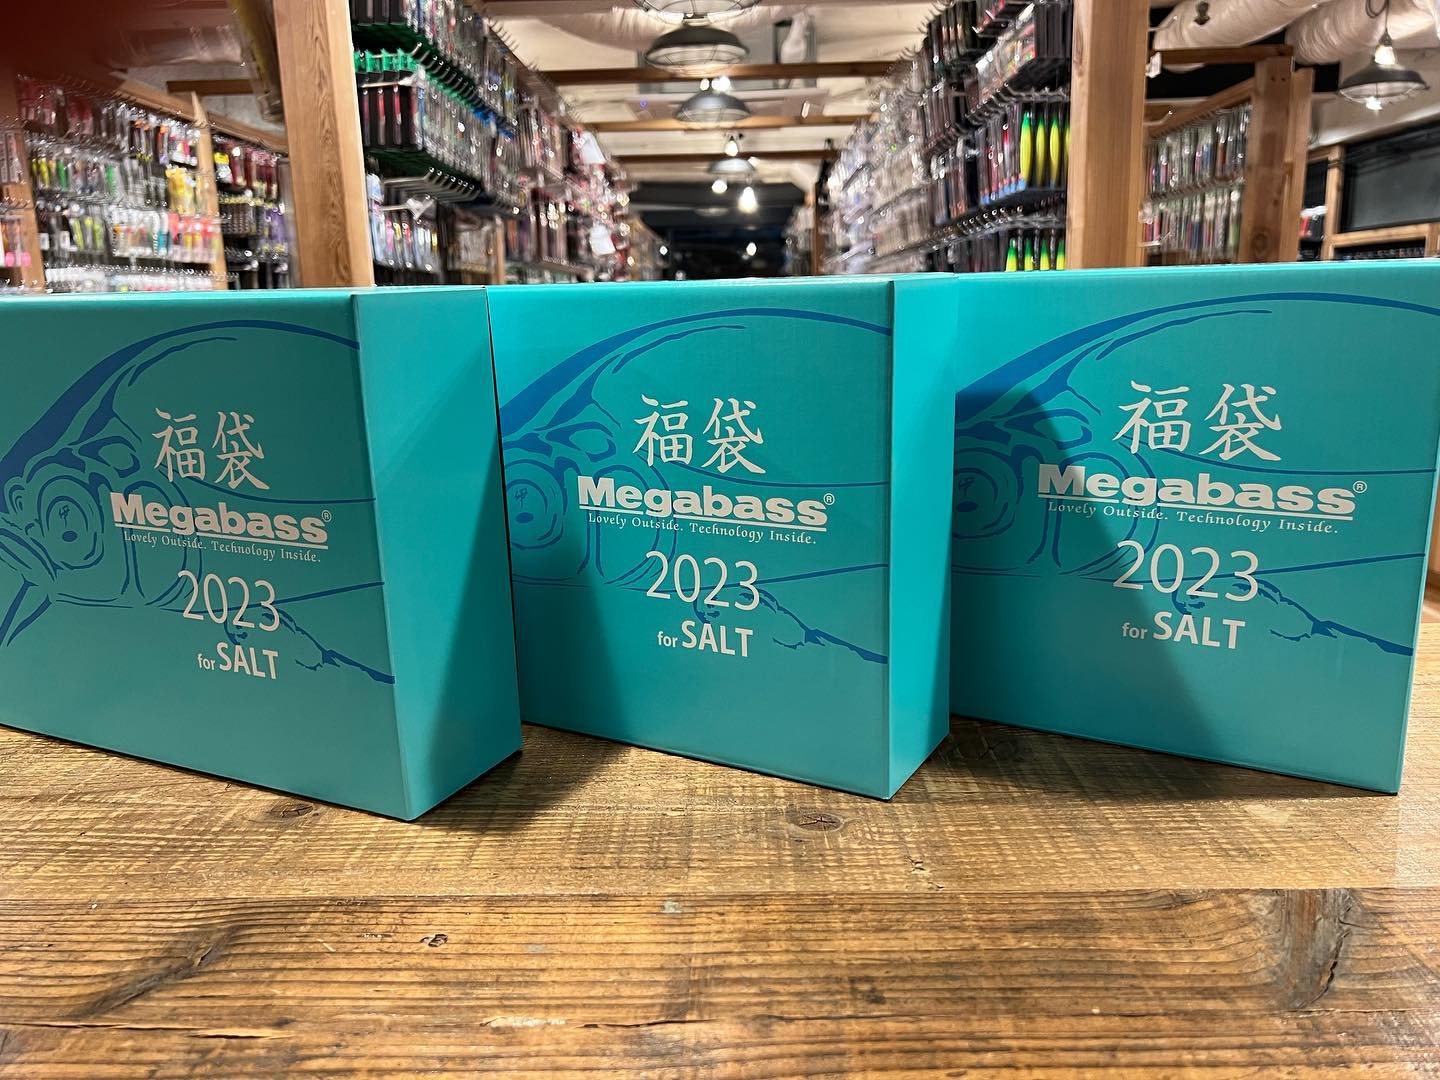 福袋
Megabass®
Lovely Outside. Technology Inside.
2023
for SALT
福袋
Megabass®
Lovely Outside. Technology Inside.
2023
for SALT
福袋
Megabass®
Lovely Outside. Technology Inside.
2023
for SALT